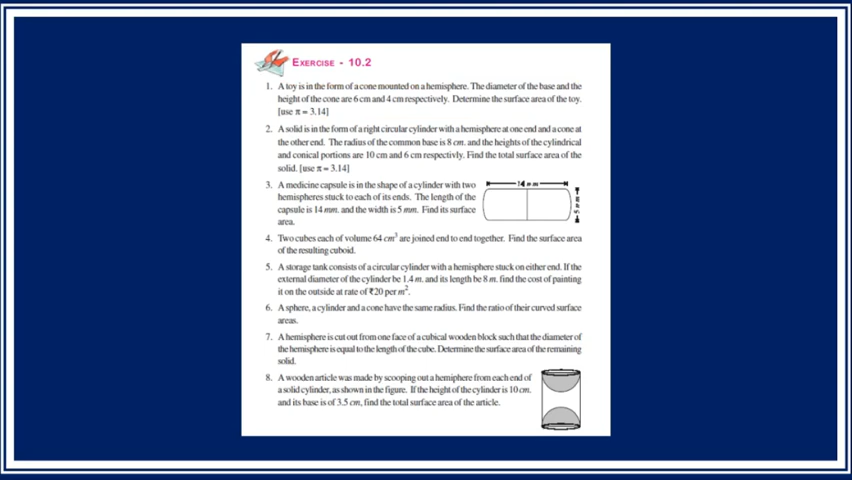 EXERCISE - 10.2
1. A toy is in the form of a cone mounted on a hemisphere. The diameter of the base and the
height of the cone are 6 cm and 4 cm respectively. Determine the surface area of the toy.
[use π = 3.14]
2. A solid is in the form of a right circular cylinder with a hemisphere at one end and a cone at
the other end. The radius of the common base is 8 cm. and the heights of the cylindrical
and conical portions are 10 cm and 6 cm respectivly. Find the total surface area of the
solid. [use π = 3.14]
3. A medicine capsule is in the shape of a cylinder with two
hemispheres stuck to each of its ends. The length of the
capsule is 14 mm. and the width is 5 mm. Find its surface
area.
14 mm
5 mm
4. Two cubes each of volume 64 cm³ are joined end to end together. Find the surface area
of the resulting cuboid.
5. A storage tank consists of a circular cylinder with a hemisphere stuck on either end. If the
external diameter of the cylinder be 1.4 m. and its length be 8 m. find the cost of painting
it on the outside at rate of ₹20 per m².
6. A sphere, a cylinder and a cone have the same radius. Find the ratio of their curved surface
areas.
7. A hemisphere is cut out from one face of a cubical wooden block such that the diameter of
the hemisphere is equal to the length of the cube. Determine the surface area of the remaining
solid.
8. A wooden article was made by scooping out a hemiphere from each end of
a solid cylinder, as shown in the figure. If the height of the cylinder is 10 cm.
and its base is of 3.5 cm, find the total surface area of the article.